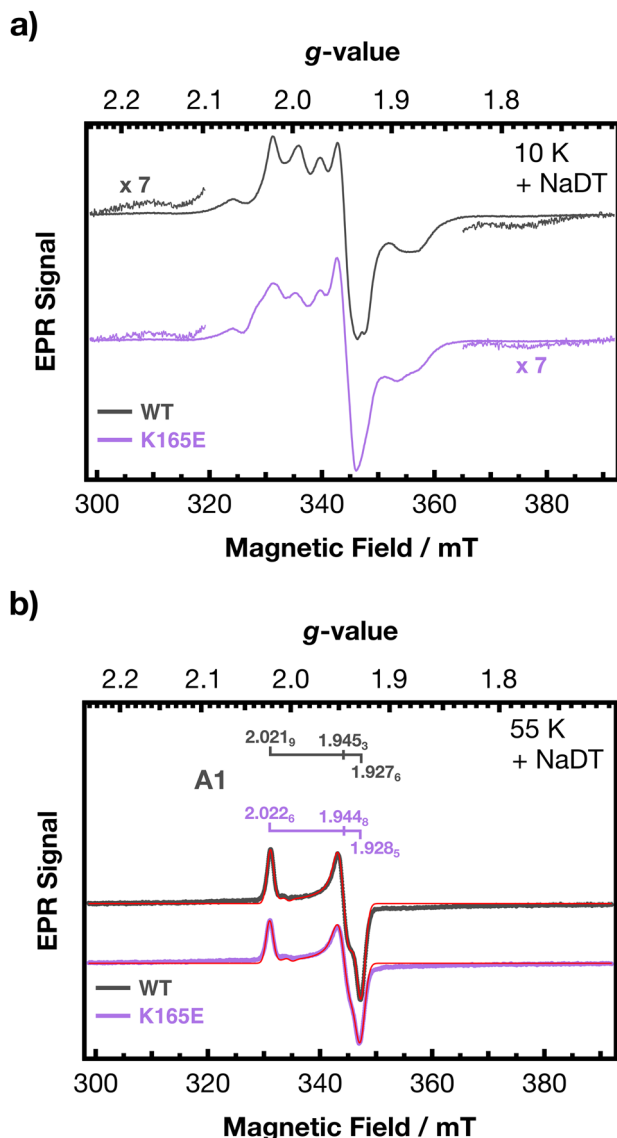 a)
g-value
2.2 2.1 2.0 1.9 1.8
10 K
+ NaDT
x 7
EPR Signal
x 7
WT
K165E
300 320 340 360 380
Magnetic Field / mT
b)
g-value
2.2 2.1 2.0 1.9 1.8
55 K
+ NaDT
2.021₉ 1.945₃
1.927₆
A1
2.022₆ 1.944₈
1.928₅
EPR Signal
WT
K165E
300 320 340 360 380
Magnetic Field / mT